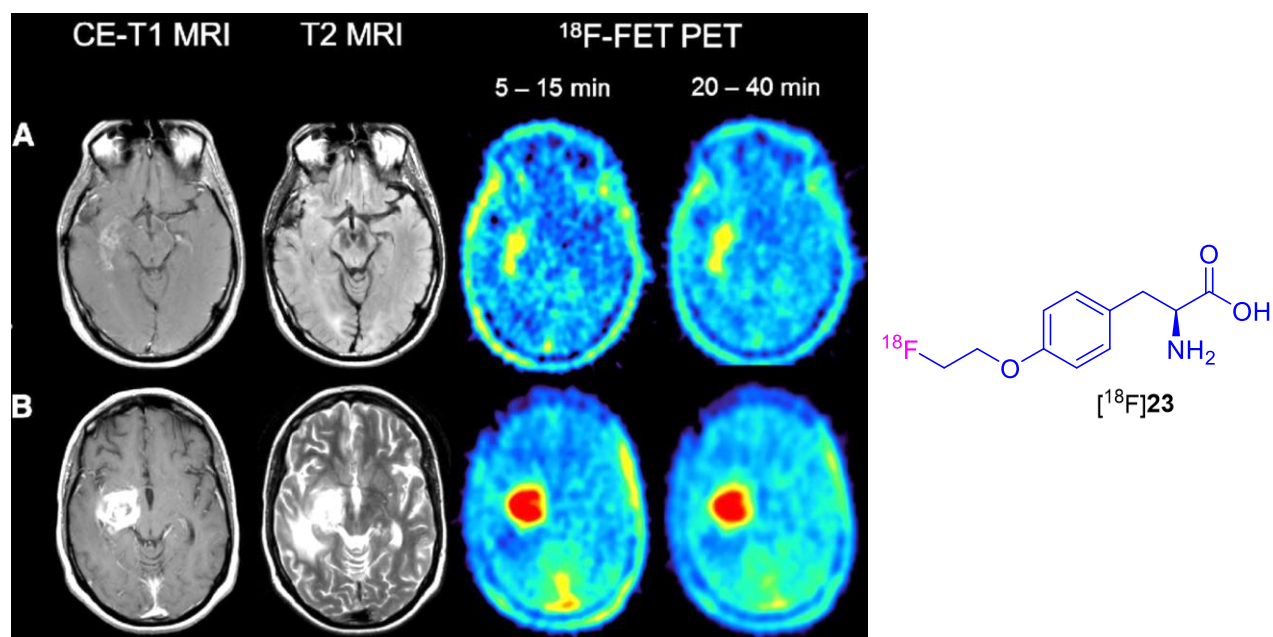 CE-T1 MRI T2 MRI ¹⁸F-FET PET
5 – 15 min 20 – 40 min
A
B
¹⁸F
O
O
OH
NH₂
[¹⁸F]23